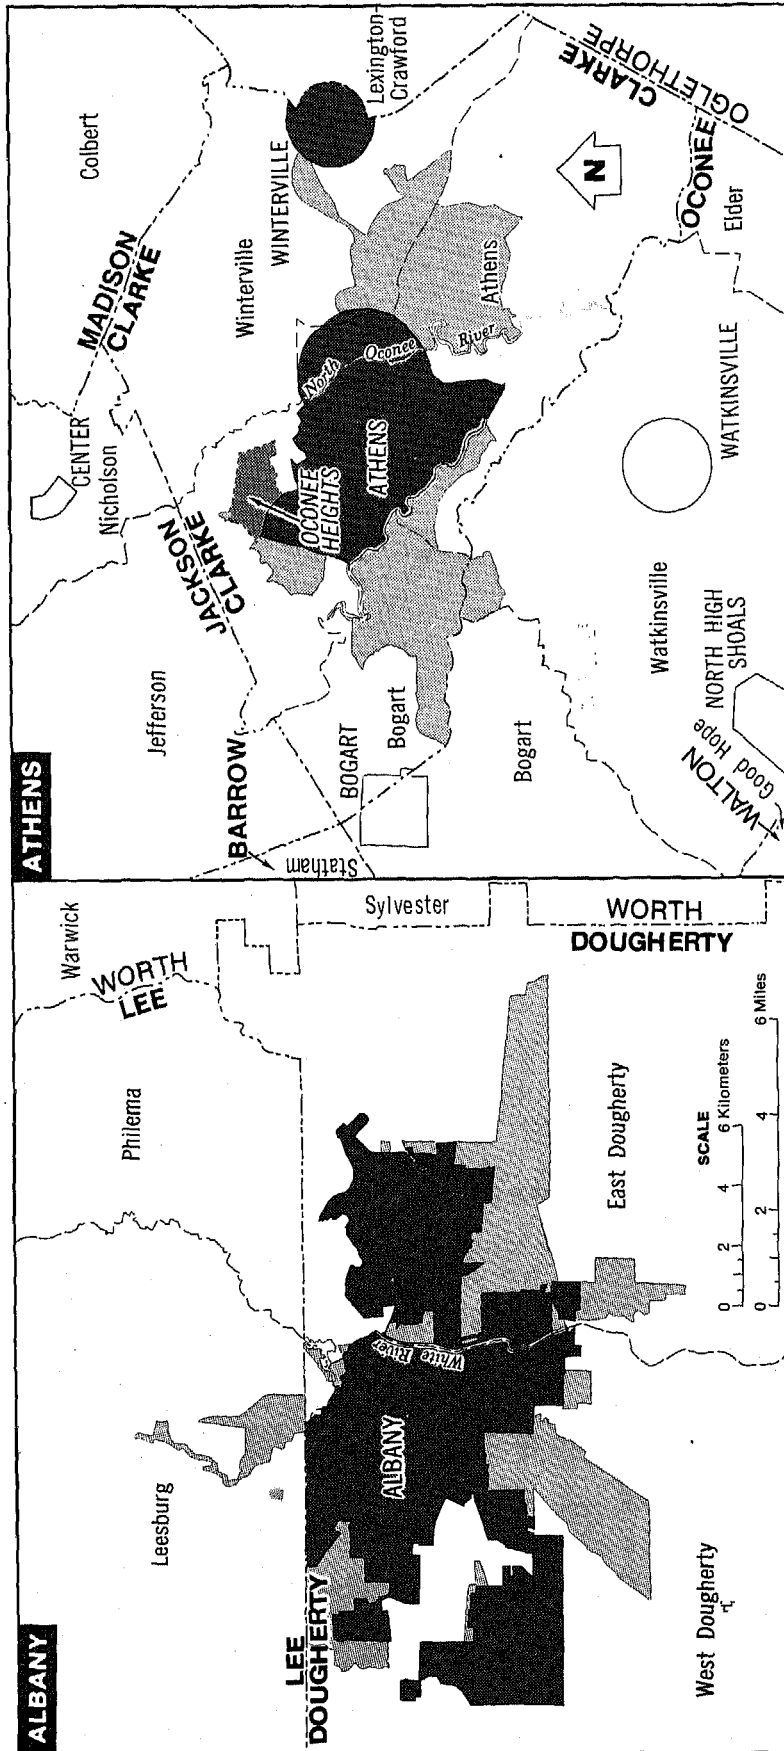 ALBANY
Leesburg
Philema
WORTH
LEE
Warwick
LEE
DOUGHERTY
ALBANY
White River
Sylvester
WORTH
DOUGHERTY
West Dougherty
East Dougherty
SCALE
0 2 4 6 Kilometers
0 2 4 6 Miles
ATHENS
Jefferson
Nicholson
CENTER
JACKSON
CLARKE
MADISON
CLARKE
Colbert
BARROW
Statham
BOGART
Bogart
Bogart
OCONEE
HEIGHTS
ATHENS
North Oconee River
Winterville
WINTERVILLE
Lexington-
Crawford
Athens
N
CLARKE
OGLETHORPE
OCONEE
Elder
WATKINSVILLE
Watkinsville
NORTH HIGH
SHOALS
WALTON
Good Hope